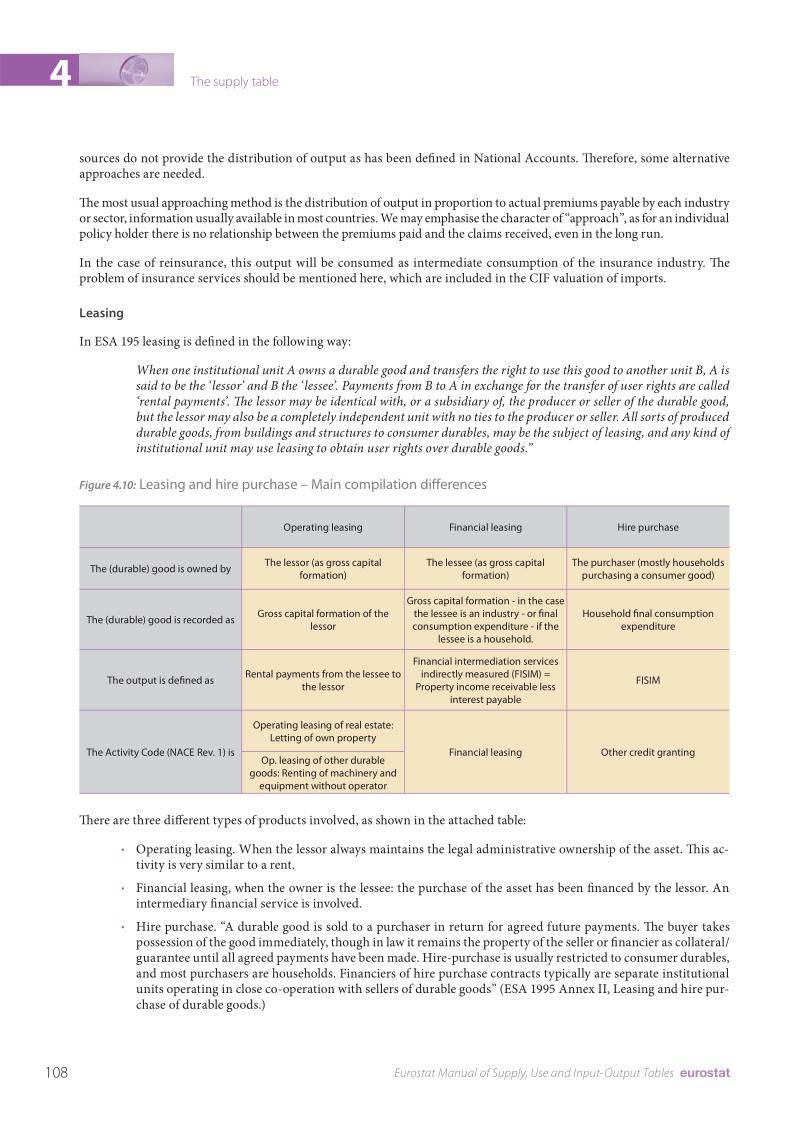 4
The supply table
sources do not provide the distribution of output as has been defined in National Accounts. Therefore, some alternative
approaches are needed.
The most usual approaching method is the distribution of output in proportion to actual premiums payable by each industry
or sector, information usually available in most countries. We may emphasise the character of “approach”, as for an individual
policy holder there is no relationship between the premiums paid and the claims received, even in the long run.
In the case of reinsurance, this output will be consumed as intermediate consumption of the insurance industry. The
problem of insurance services should be mentioned here, which are included in the CIF valuation of imports.
Leasing
In ESA 195 leasing is defined in the following way:
When one institutional unit A owns a durable good and transfers the right to use this good to another unit B, A is
said to be the ‘lessor’ and B the ‘lessee’. Payments from B to A in exchange for the transfer of user rights are called
‘rental payments’. The lessor may be identical with, or a subsidiary of, the producer or seller of the durable good,
but the lessor may also be a completely independent unit with no ties to the producer or seller. All sorts of produced
durable goods, from buildings and structures to consumer durables, may be the subject of leasing, and any kind of
institutional unit may use leasing to obtain user rights over durable goods.”
Figure 4.10: Leasing and hire purchase – Main compilation differences
Operating leasing
Financial leasing
Hire purchase
The (durable) good is owned by
The lessor (as gross capital
formation)
The lessee (as gross capital
formation)
The purchaser (mostly households
purchasing a consumer good)
The (durable) good is recorded as
Gross capital formation of the
lessor
Gross capital formation - in the case
the lessee is an industry - or final
consumption expenditure - if the
lessee is a household.
Household final consumption
expenditure
The output is defined as
Rental payments from the lessee to
the lessor
Financial intermediation services
indirectly measured (FISIM) =
Property income receivable less
interest payable
FISIM
The Activity Code (NACE Rev. 1) is
Operating leasing of real estate:
Letting of own property
Op. leasing of other durable
goods: Renting of machinery and
equipment without operator
Financial leasing
Other credit granting
There are three different types of products involved, as shown in the attached table:
• Operating leasing. When the lessor always maintains the legal administrative ownership of the asset. This ac-
tivity is very similar to a rent.
• Financial leasing, when the owner is the lessee: the purchase of the asset has been financed by the lessor. An
intermediary financial service is involved.
• Hire purchase. “A durable good is sold to a purchaser in return for agreed future payments. The buyer takes
possession of the good immediately, though in law it remains the property of the seller or financier as collateral/
guarantee until all agreed payments have been made. Hire-purchase is usually restricted to consumer durables,
and most purchasers are households. Financiers of hire purchase contracts typically are separate institutional
units operating in close co-operation with sellers of durable goods” (ESA 1995 Annex II, Leasing and hire pur-
chase of durable goods.)
108
Eurostat Manual of Supply, Use and Input-Output Tables eurostat